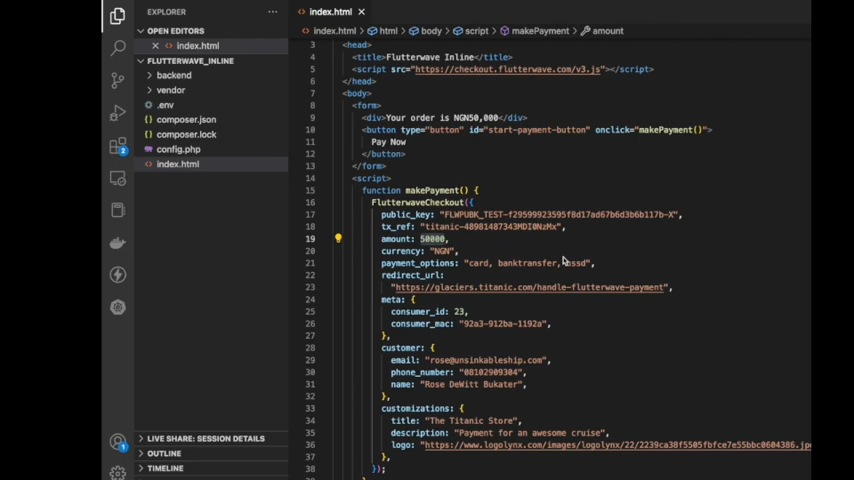 EXPLORER
index.html
OPEN EDITORS
index.html
FLUTTERWAVE_INLINE
backend
vendor
.env
composer.json
composer.lock
config.php
index.html
LIVE SHARE: SESSION DETAILS
OUTLINE
TIMELINE
2
1
index.html > html > body > script > makePayment > amount
3 <head>
4 <title>Flutterwave Inline</title>
5 <script src="https://checkout.flutterwave.com/v3.js"></script>
6 </head>
7 <body>
8 <form>
9 <div>Your order is NGN50,000</div>
10 <button type="button" id="start-payment-button" onclick="makePayment()">
11 Pay Now
12 </button>
13 </form>
14 <script>
15 function makePayment() {
16 FlutterwaveCheckout({
17 public_key: "FLWPUBK_TEST-f29599923595f8d17ad67b6d3b6b117b-X",
18 tx_ref: "titanic-48981487343MDI0NzMx",
19 amount: 50000,
20 currency: "NGN",
21 payment_options: "card, banktransfer, ussd",
22 redirect_url:
23 "https://glaciers.titanic.com/handle-flutterwave-payment",
24 meta: {
25 consumer_id: 23,
26 consumer_mac: "92a3-912ba-1192a",
27 },
28 customer: {
29 email: "rose@unsinkableship.com",
30 phone_number: "08102909304",
31 name: "Rose DeWitt Bukater",
32 },
33 customizations: {
34 title: "The Titanic Store",
35 description: "Payment for an awesome cruise",
36 logo: "https://www.logolynx.com/images/logolynx/22/2239ca38f5505fbfce7e55bbc0604386.jpe
37 },
38 });